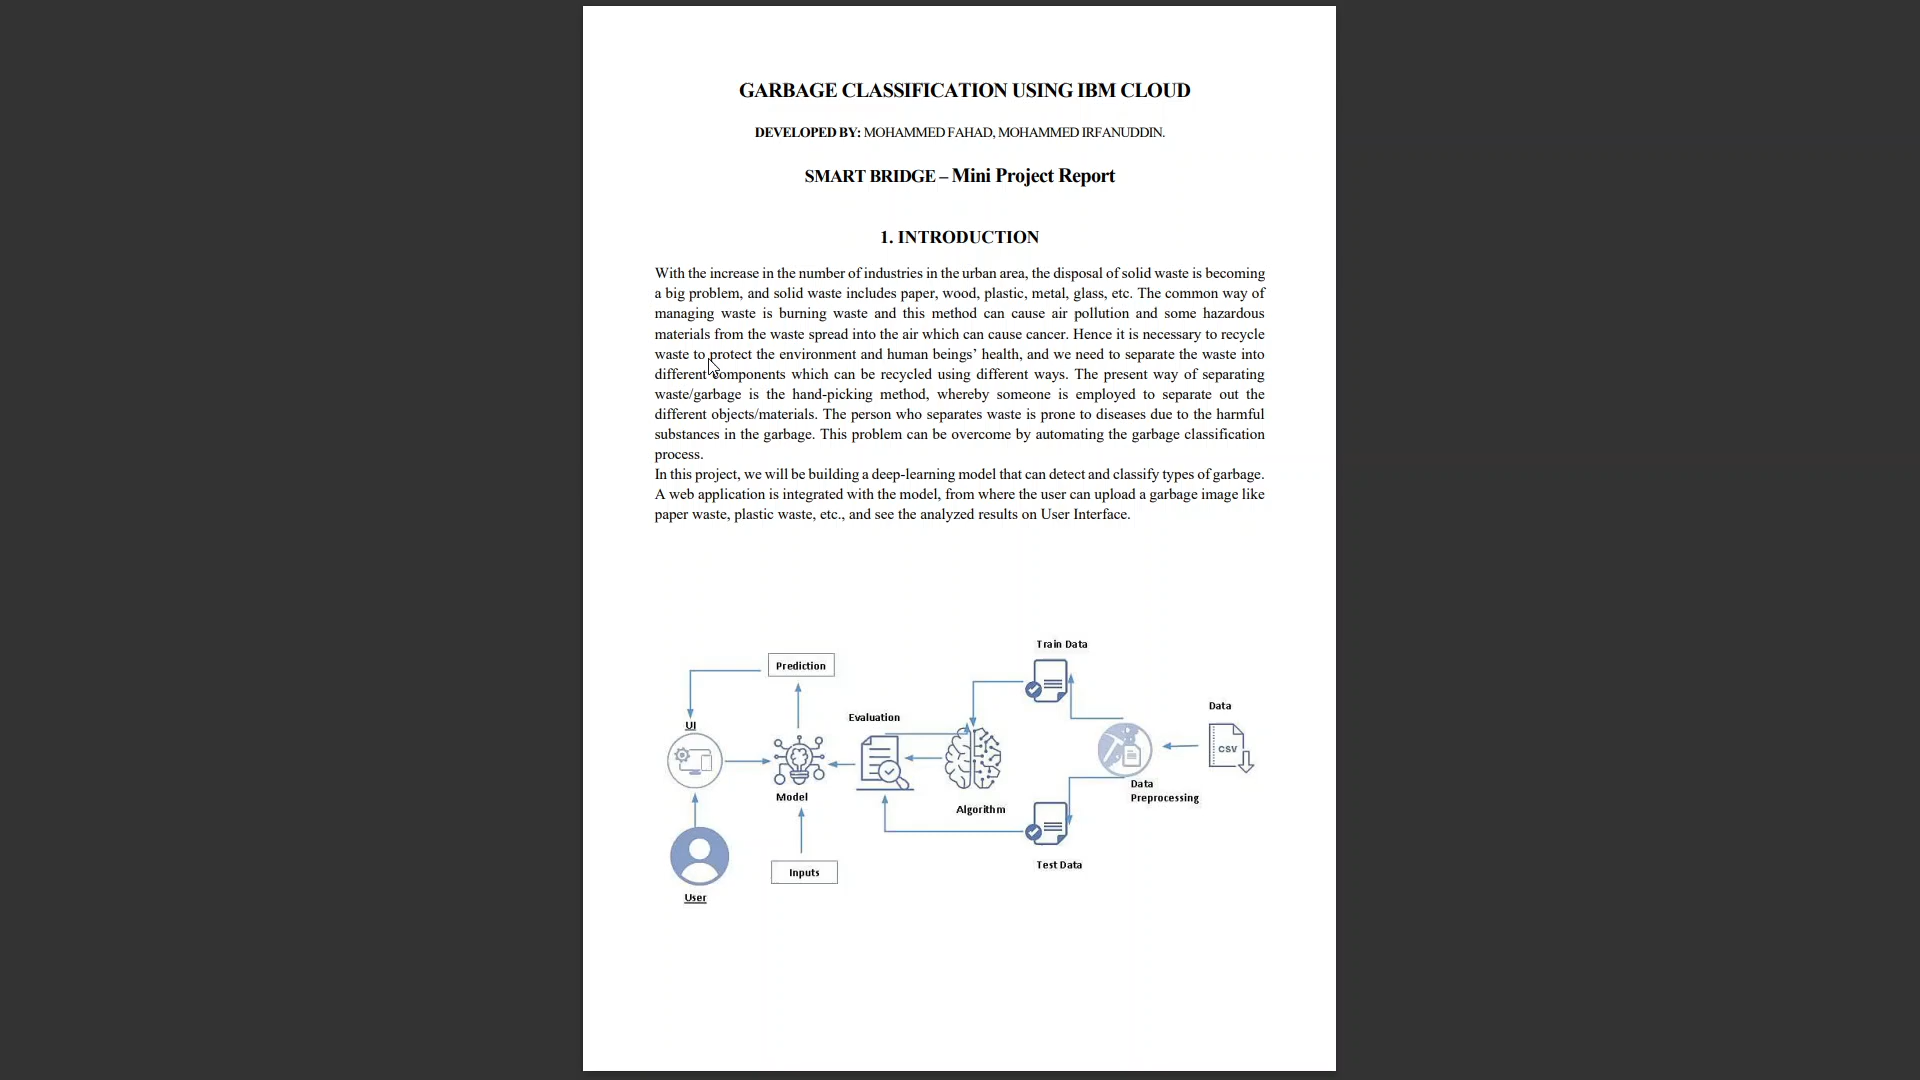 GARBAGE CLASSIFICATION USING IBM CLOUD
DEVELOPED BY: MOHAMMED FAHAD, MOHAMMED IRFANUDDIN.
SMART BRIDGE – Mini Project Report
1. INTRODUCTION
With the increase in the number of industries in the urban area, the disposal of solid waste is becoming
a big problem, and solid waste includes paper, wood, plastic, metal, glass, etc. The common way of
managing waste is burning waste and this method can cause air pollution and some hazardous
materials from the waste spread into the air which can cause cancer. Hence it is necessary to recycle
waste to protect the environment and human beings’ health, and we need to separate the waste into
different components which can be recycled using different ways. The present way of separating
waste/garbage is the hand-picking method, whereby someone is employed to separate out the
different objects/materials. The person who separates waste is prone to diseases due to the harmful
substances in the garbage. This problem can be overcome by automating the garbage classification
process.
In this project, we will be building a deep-learning model that can detect and classify types of garbage.
A web application is integrated with the model, from where the user can upload a garbage image like
paper waste, plastic waste, etc., and see the analyzed results on User Interface.
Train Data
Prediction
Data
Evaluation
UI
CSV
Data
Preprocessing
Model
Algorithm
Test Data
Inputs
User